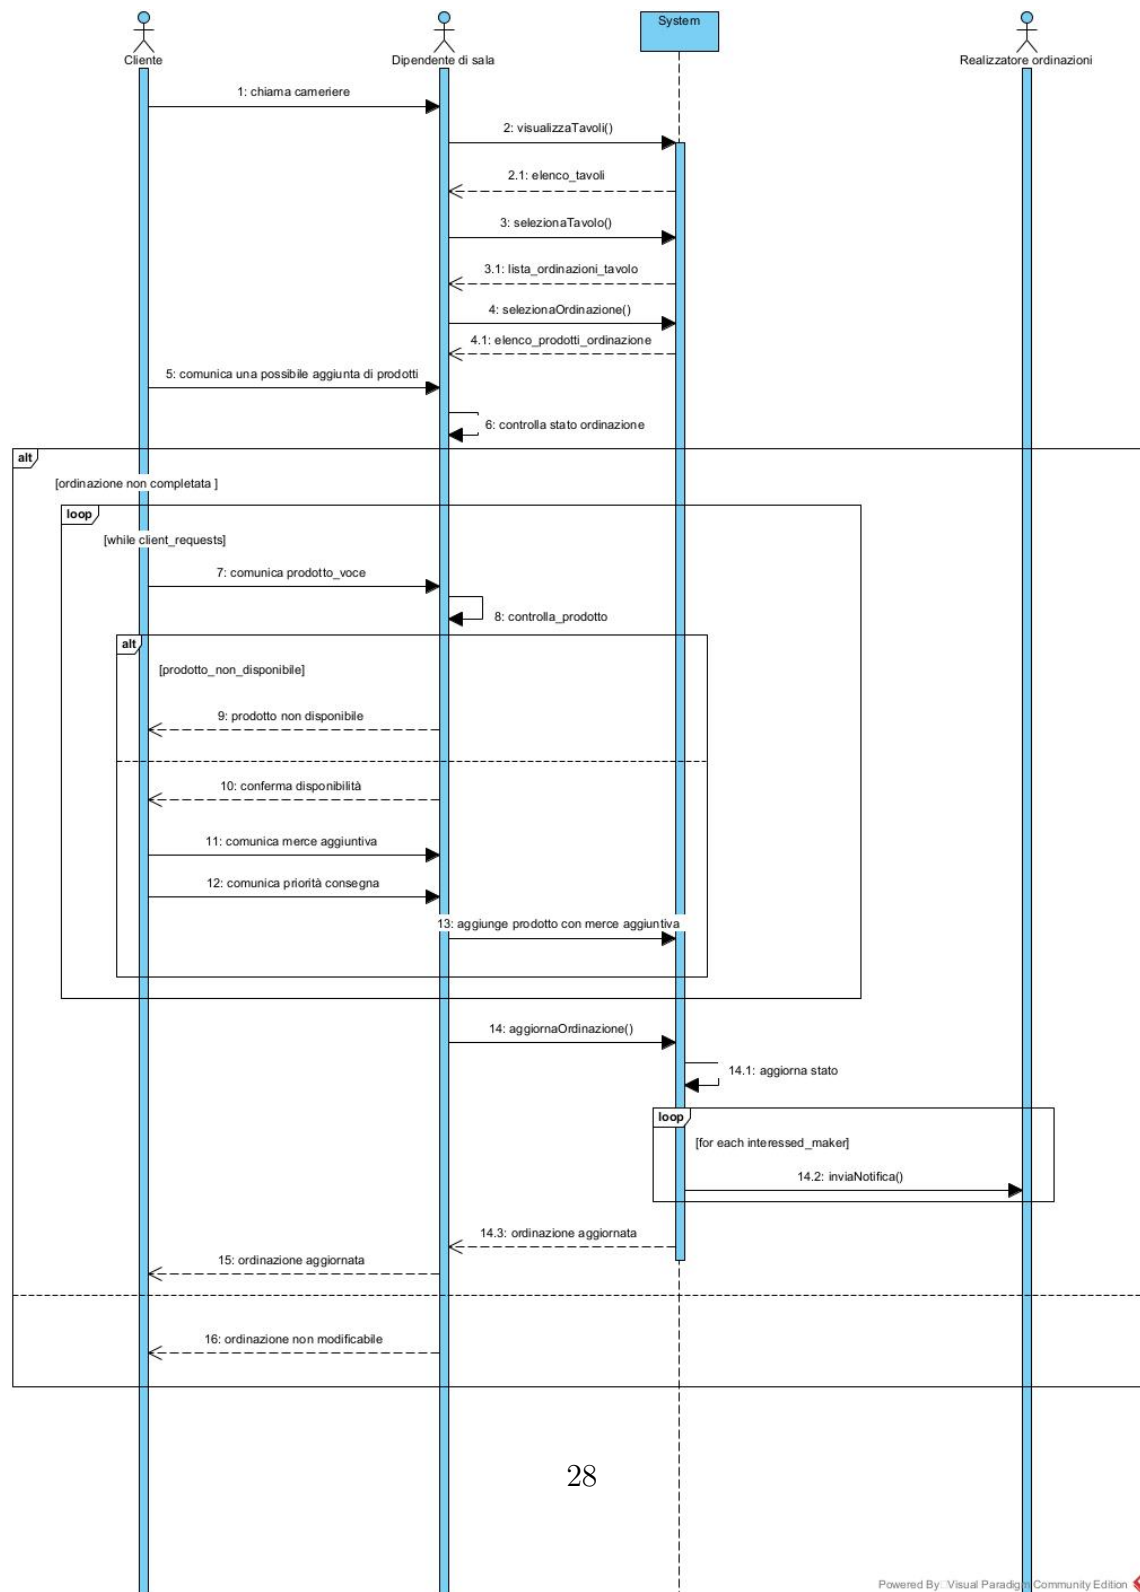 System
Cliente
Dipendente di sala
Realizzatore ordinazioni
1: chiama cameriere
2: visualizzaTavoli()
2.1: elenco_tavoli
3: selezionaTavolo()
3.1: lista_ordinazioni_tavolo
4: selezionaOrdinazione()
4.1: elenco_prodotti_ordinazione
5: comunica una possibile aggiunta di prodotti
6: controlla stato ordinazione
alt
[ordinazione non completata ]
loop
[while client_requests]
7: comunica prodotto_voce
8: controlla_prodotto
alt
[prodotto_non_disponibile]
9: prodotto non disponibile
10: conferma disponibilità
11: comunica merce aggiuntiva
12: comunica priorità consegna
13: aggiunge prodotto con merce aggiuntiva
14: aggiornaOrdinazione()
14.1: aggiorna stato
loop
[for each interessed_maker]
14.2: inviaNotifica()
14.3: ordinazione aggiornata
15: ordinazione aggiornata
16: ordinazione non modificabile
28
Powered By Visual Paradigm Community Edition